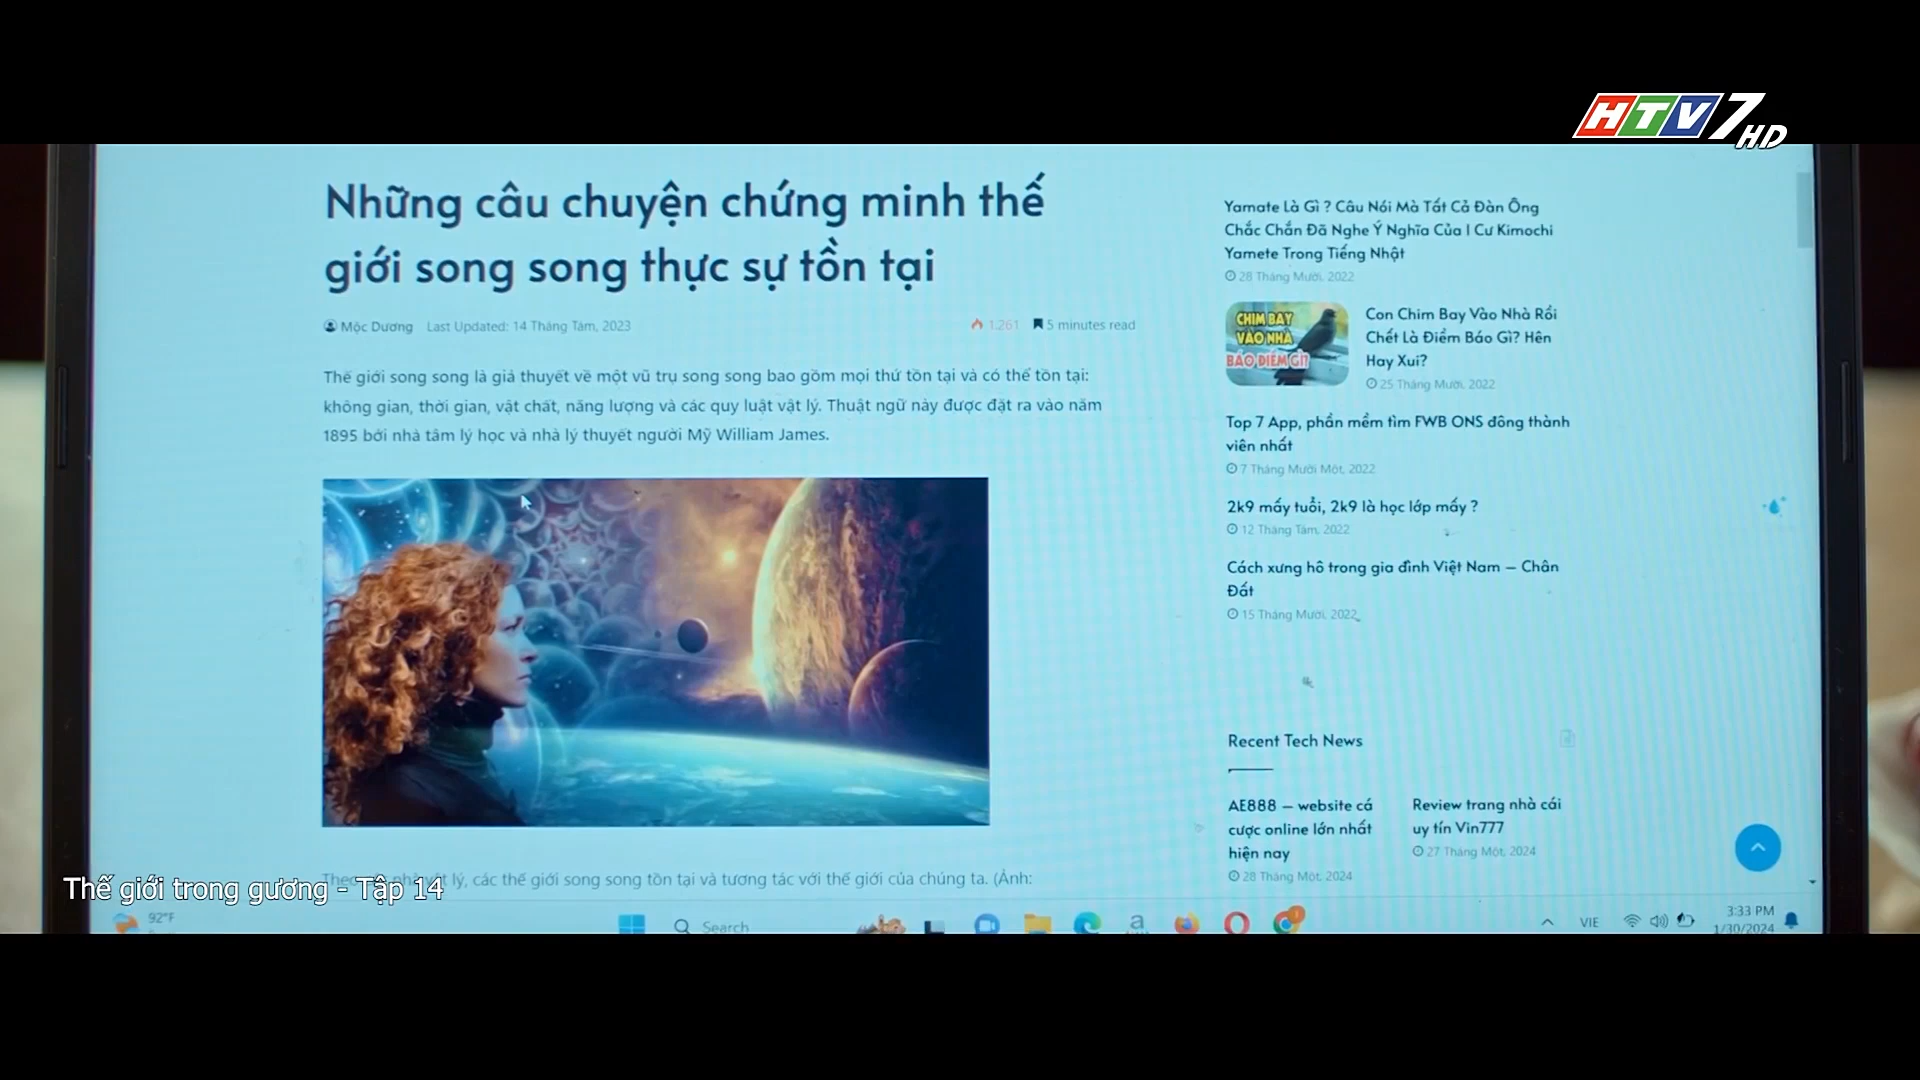 HTV7 HD
Những câu chuyện chứng minh thế
giới song song thực sự tồn tại
Mộc Dương Last Updated: 14 Tháng Tám, 2023
1.261 5 minutes read
Thế giới song song là giả thuyết về một vũ trụ song song bao gồm mọi thứ tồn tại và có thể tồn tại:
không gian, thời gian, vật chất, năng lượng và các quy luật vật lý. Thuật ngữ này được đặt ra vào năm
1895 bởi nhà tâm lý học và nhà lý thuyết người Mỹ William James.
lý, các thế giới song song tồn tại và tương tác với thế giới của chúng ta. (Ảnh:
Yamate Là Gì ? Câu Nói Mà Tất Cả Đàn Ông
Chắc Chắn Đã Nghe Ý Nghĩa Của I Cư Kimochi
Yamete Trong Tiếng Nhật
28 Tháng Mười, 2022
CHIM BAY
VÀO NHÀ
BÁO ĐIỀM GÌ?
Con Chim Bay Vào Nhà Rồi
Chết Là Điềm Báo Gì? Hên
Hay Xui?
25 Tháng Mười, 2022
Top 7 App, phần mềm tìm FWB ONS đông thành
viên nhất
7 Tháng Mười Một, 2022
2k9 mấy tuổi, 2k9 là học lớp mấy ?
12 Tháng Tám, 2022
Cách xưng hô trong gia đình Việt Nam – Chân
Đất
15 Tháng Mười, 2022
Recent Tech News
AE888 – website cá
cược online lớn nhất
hiện nay
28 Tháng Một, 2024
Review trang nhà cái
uy tín Vin777
27 Tháng Một, 2024
Thế giới trong gương - Tập 14
92°F
Search
VIE
3:33 PM
1/30/2024